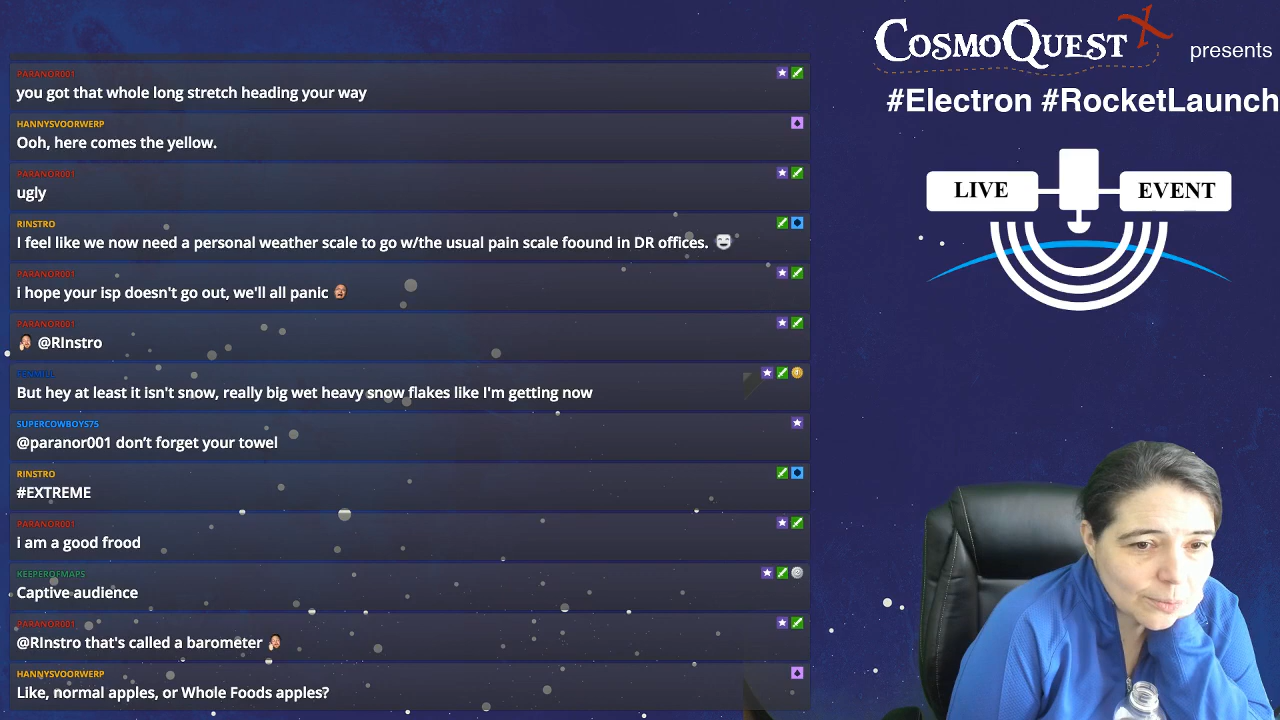 COSMOQUEST X
presents
#Electron #RocketLaunch
LIVE EVENT
PARANOR001
you got that whole long stretch heading your way
HANNYSVOORWERP
Ooh, here comes the yellow.
PARANOR001
ugly
RINSTRO
I feel like we now need a personal weather scale to go w/the usual pain scale foound in DR offices.
PARANOR001
i hope your isp doesn't go out, we'll all panic
PARANOR001
@RInstro
But hey at least it isn't snow, really big wet heavy snow flakes like I'm getting now
SUPERCOWBOYS75
@paranor001 don't forget your towel
RINSTRO
#EXTREME
PARANOR001
i am a good frood
KEEPEROFMAPS
Captive audience
PARANOR001
@RInstro that's called a barometer
HANNYSVOORWERP
Like, normal apples, or Whole Foods apples?